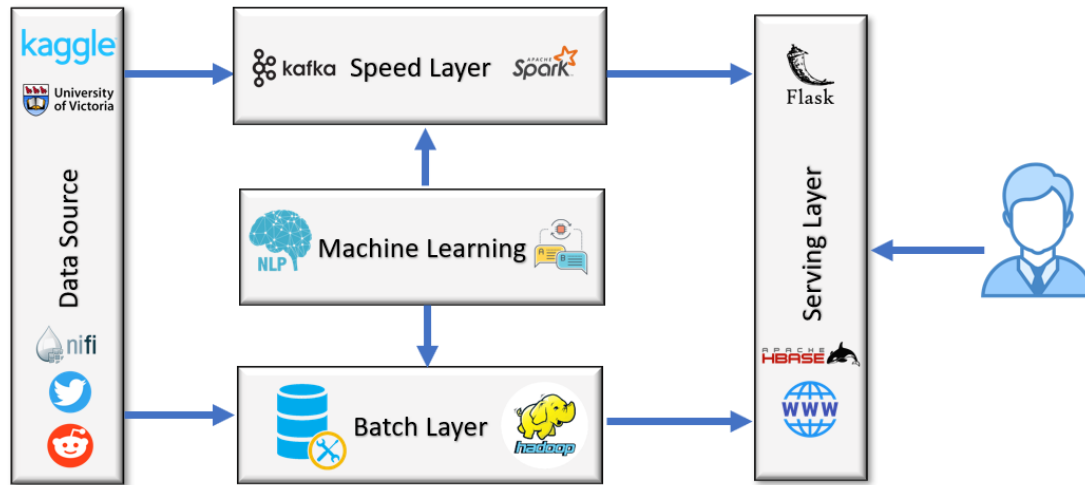 kaggle
University
of Victoria
Data Source
nifi
kafka
Speed Layer
APACHE
Spark
NLP
Machine Learning
A
B
Batch Layer
hadoop
Flask
Serving Layer
APACHE
HBASE
WWW